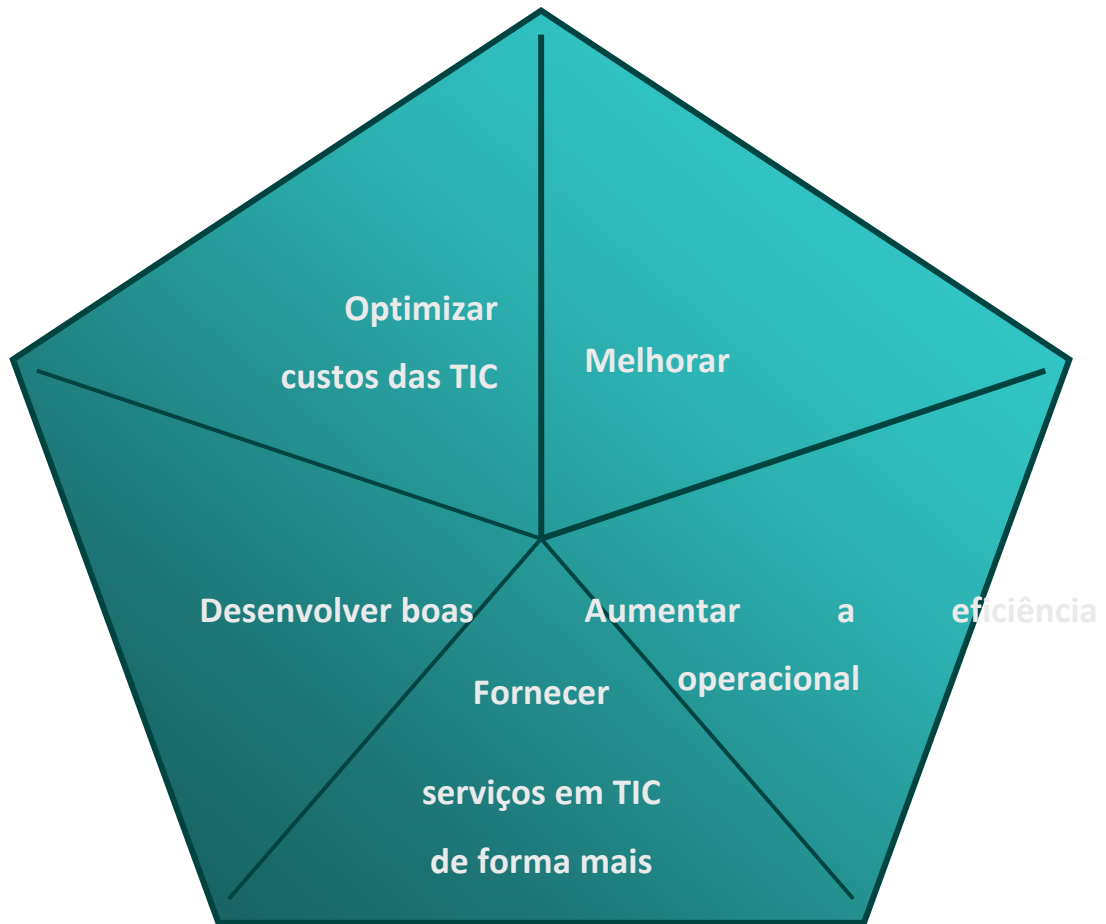 Optimizar
custos das TIC
Melhorar
Desenvolver boas
Aumentar a eficiência
operacional
Fornecer
serviços em TIC
de forma mais